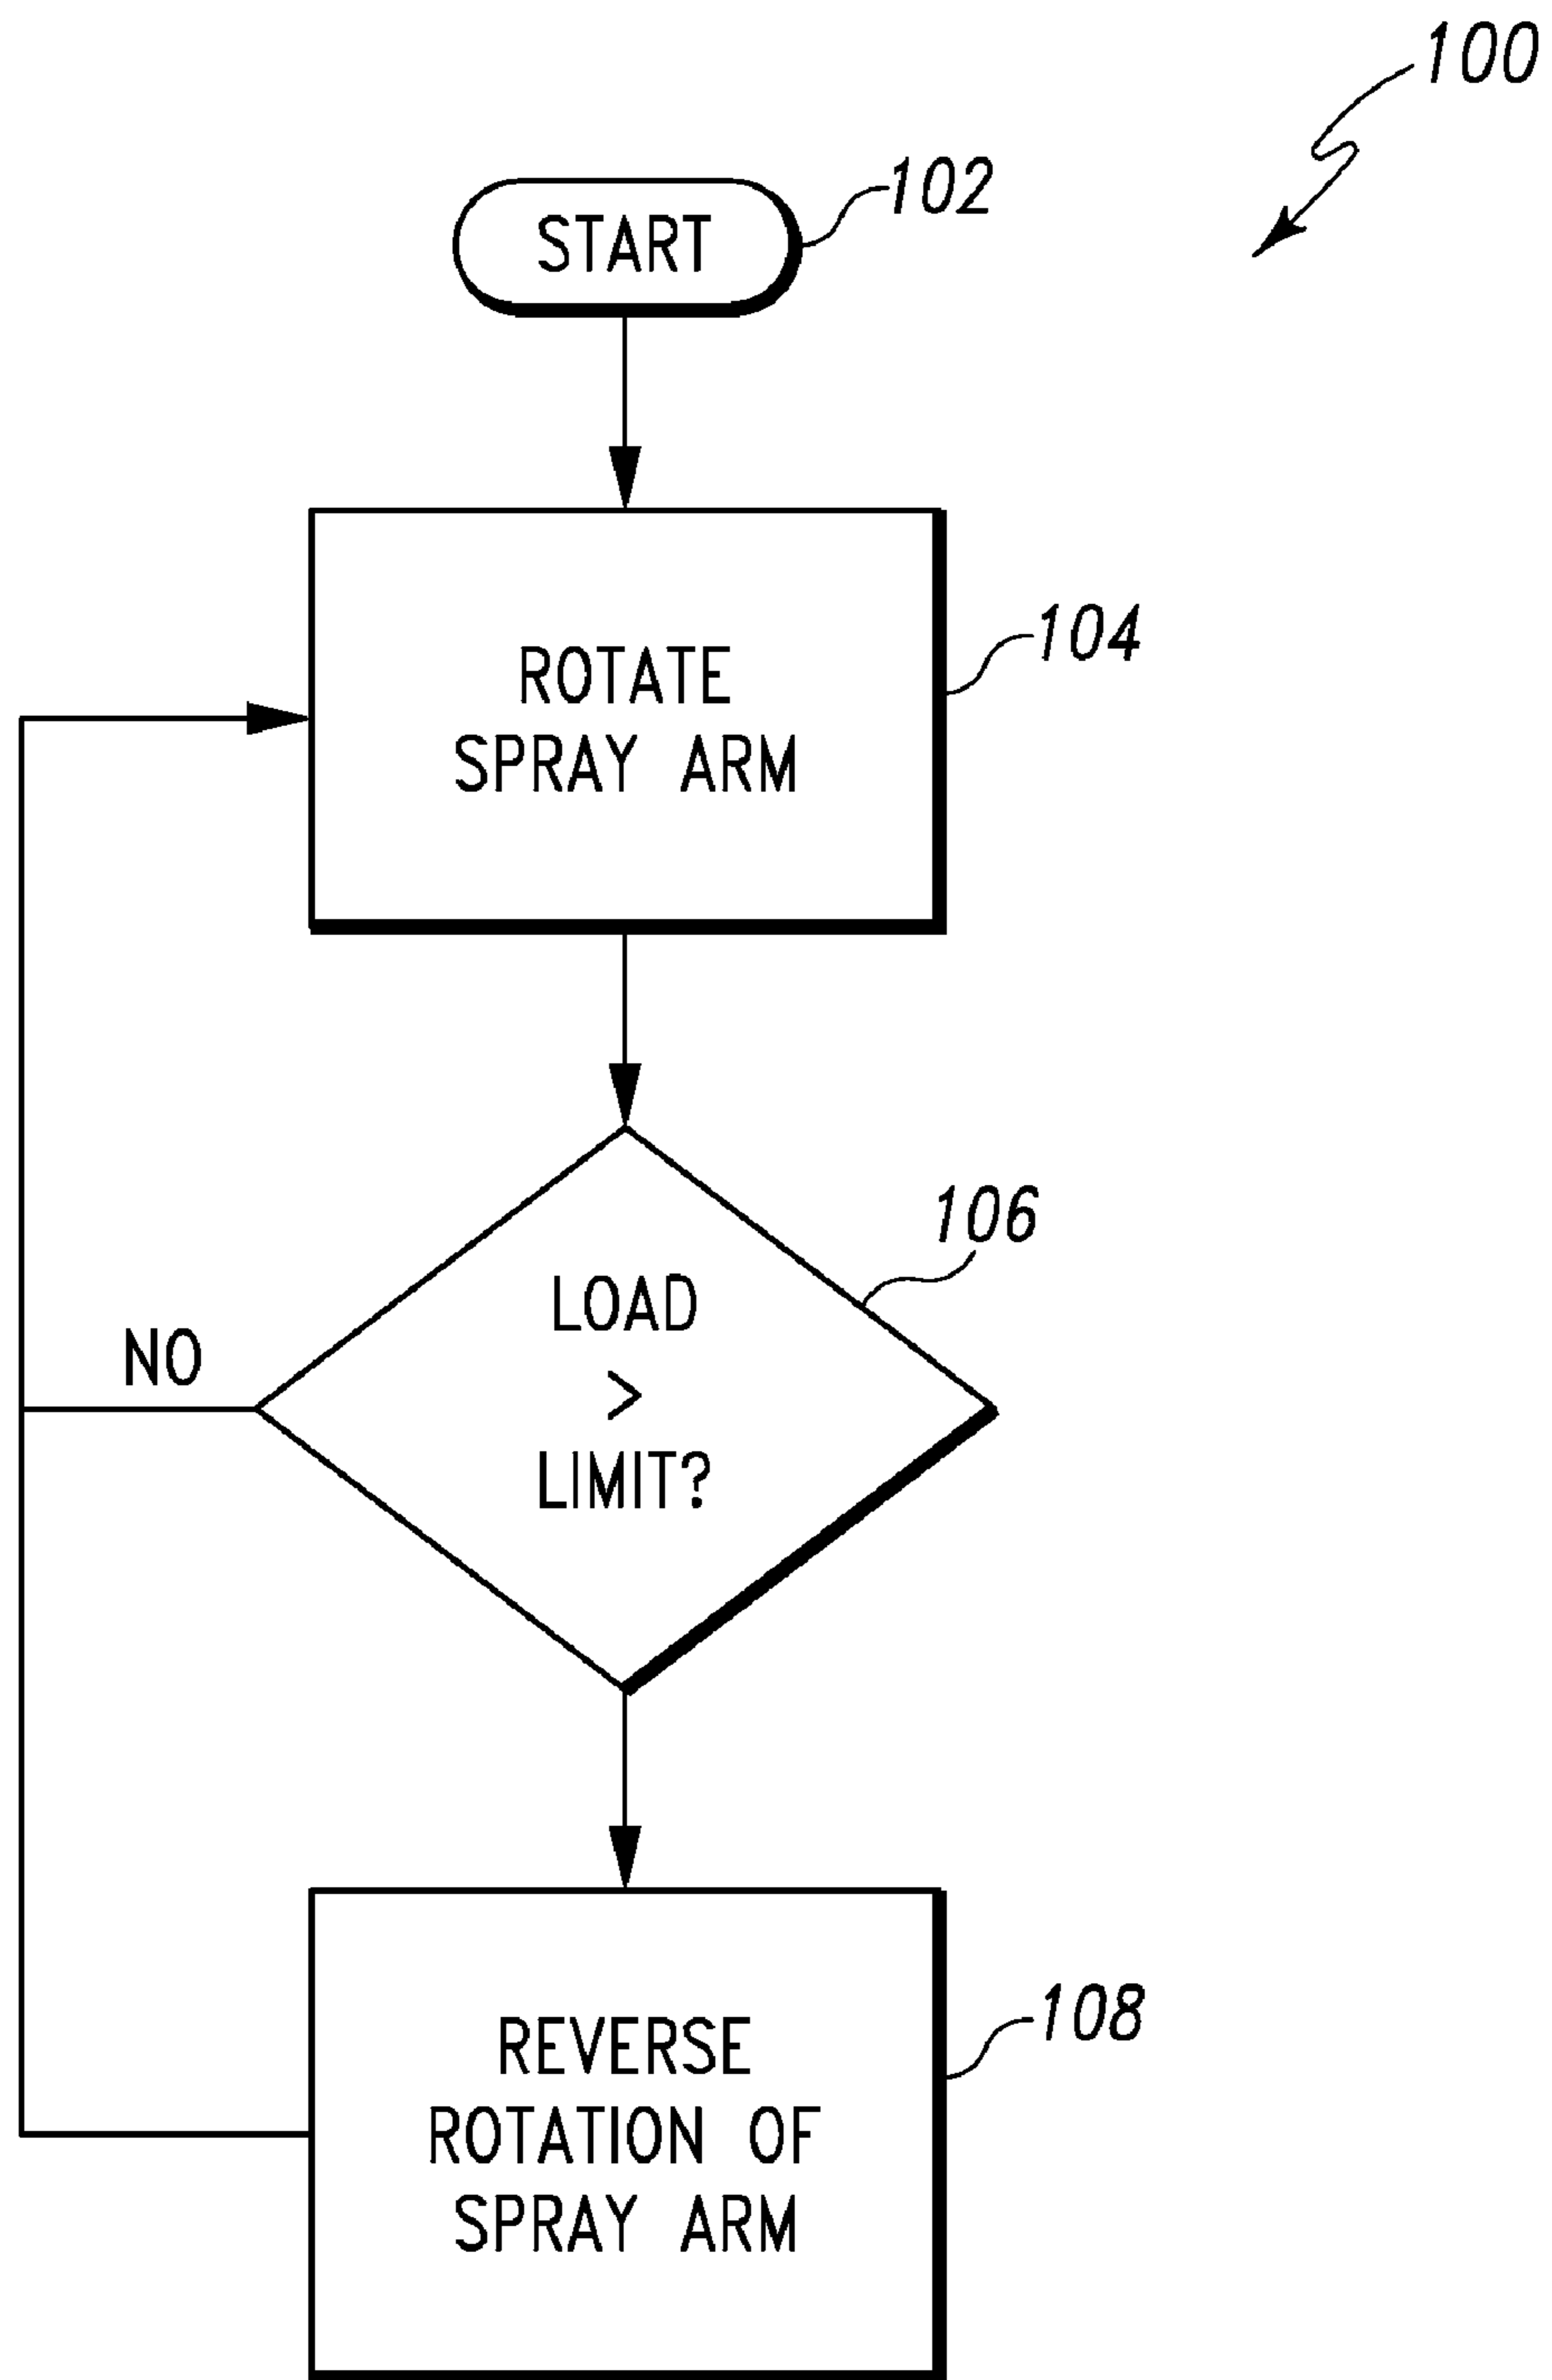 100
START
102
ROTATE
SPRAY ARM
104
LOAD
>
LIMIT?
106
NO
REVERSE
ROTATION OF
SPRAY ARM
108